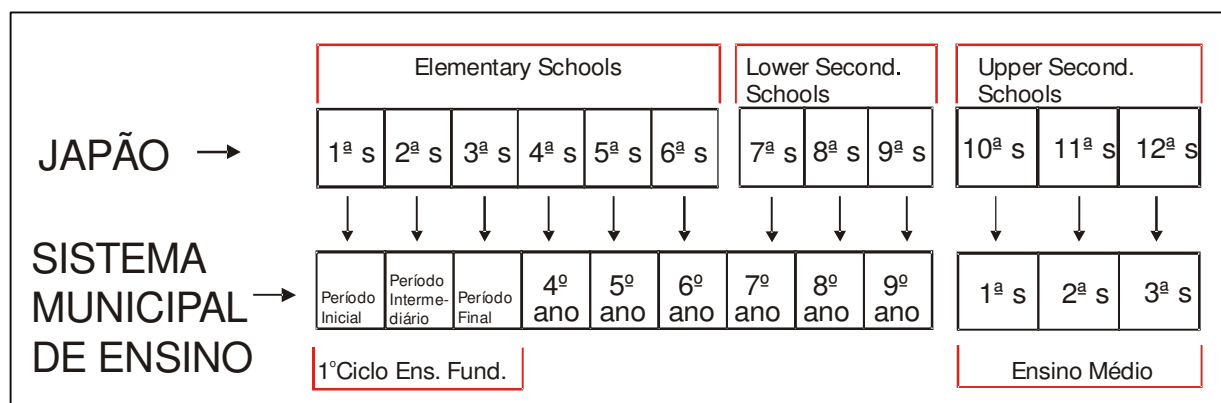 Elementary Schools
Lower Second.
Schools
Upper Second.
Schools
JAPÃO
1ª s 2ª s 3ª s 4ª s 5ª s 6ª s 7ª s 8ª s 9ª s 10ª s 11ª s 12ª s
SISTEMA
MUNICIPAL
DE ENSINO
Período
Inicial
Período
Interme-
diário
Período
Final
4º
ano
5º
ano
6º
ano
7º
ano
8º
ano
9º
ano
1ª s 2ª s 3ª s
1ºCiclo Ens. Fund.
Ensino Médio